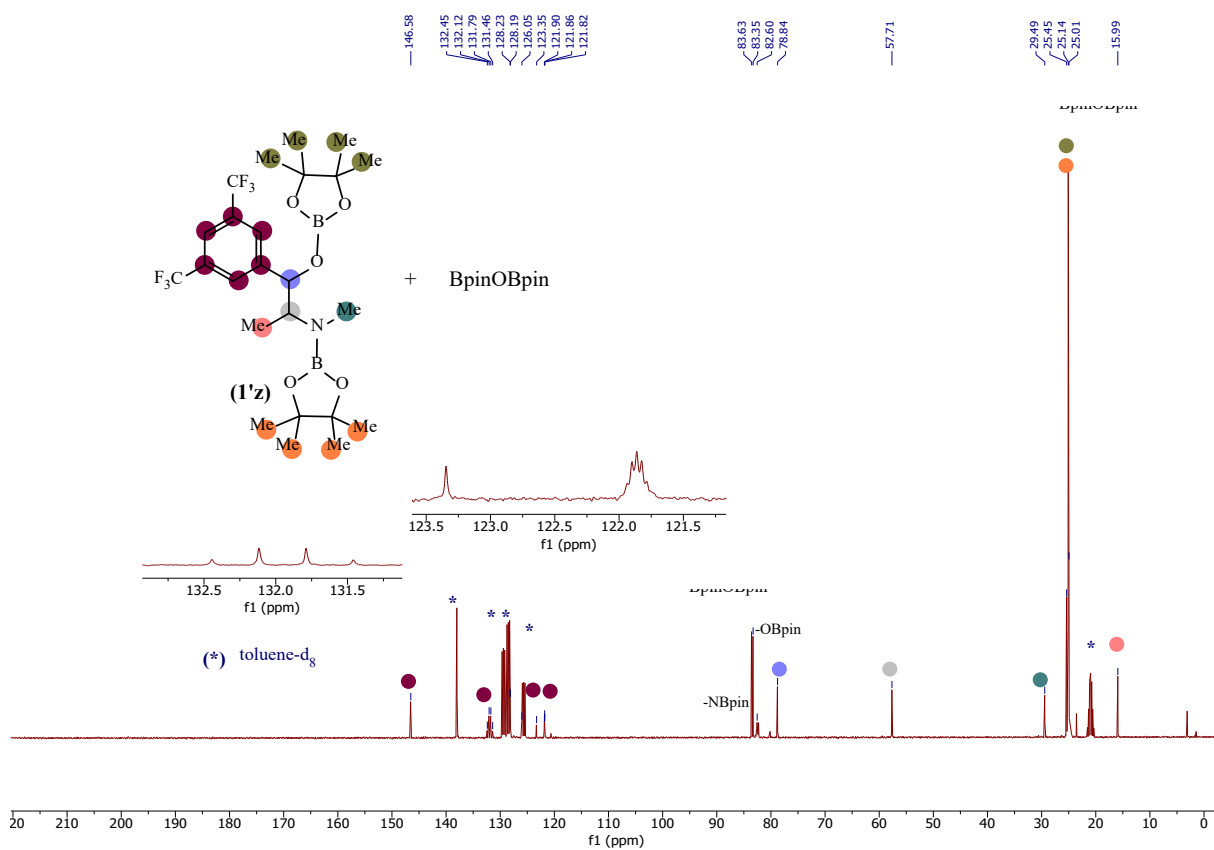 146.58
132.45
132.12
131.79
131.46
128.23
128.19
126.05
123.35
121.90
121.86
121.82
83.63
83.35
82.60
78.84
57.71
29.49
25.45
25.14
25.01
15.99
BpinOBpin
Me Me
Me Me
CF3
O O
B
F3C
O
+ BpinOBpin
Me
Me N
B
(1'z) O O
Me Me
Me Me
123.5 123.0 122.5 122.0 121.5
f1 (ppm)
132.5 132.0 131.5
f1 (ppm)
BpinOBpin
* * * *
-OBpin
(*) toluene-d8
*
-NBpin
210 200 190 180 170 160 150 140 130 120 110 100 90 80 70 60 50 40 30 20 10 0
f1 (ppm)